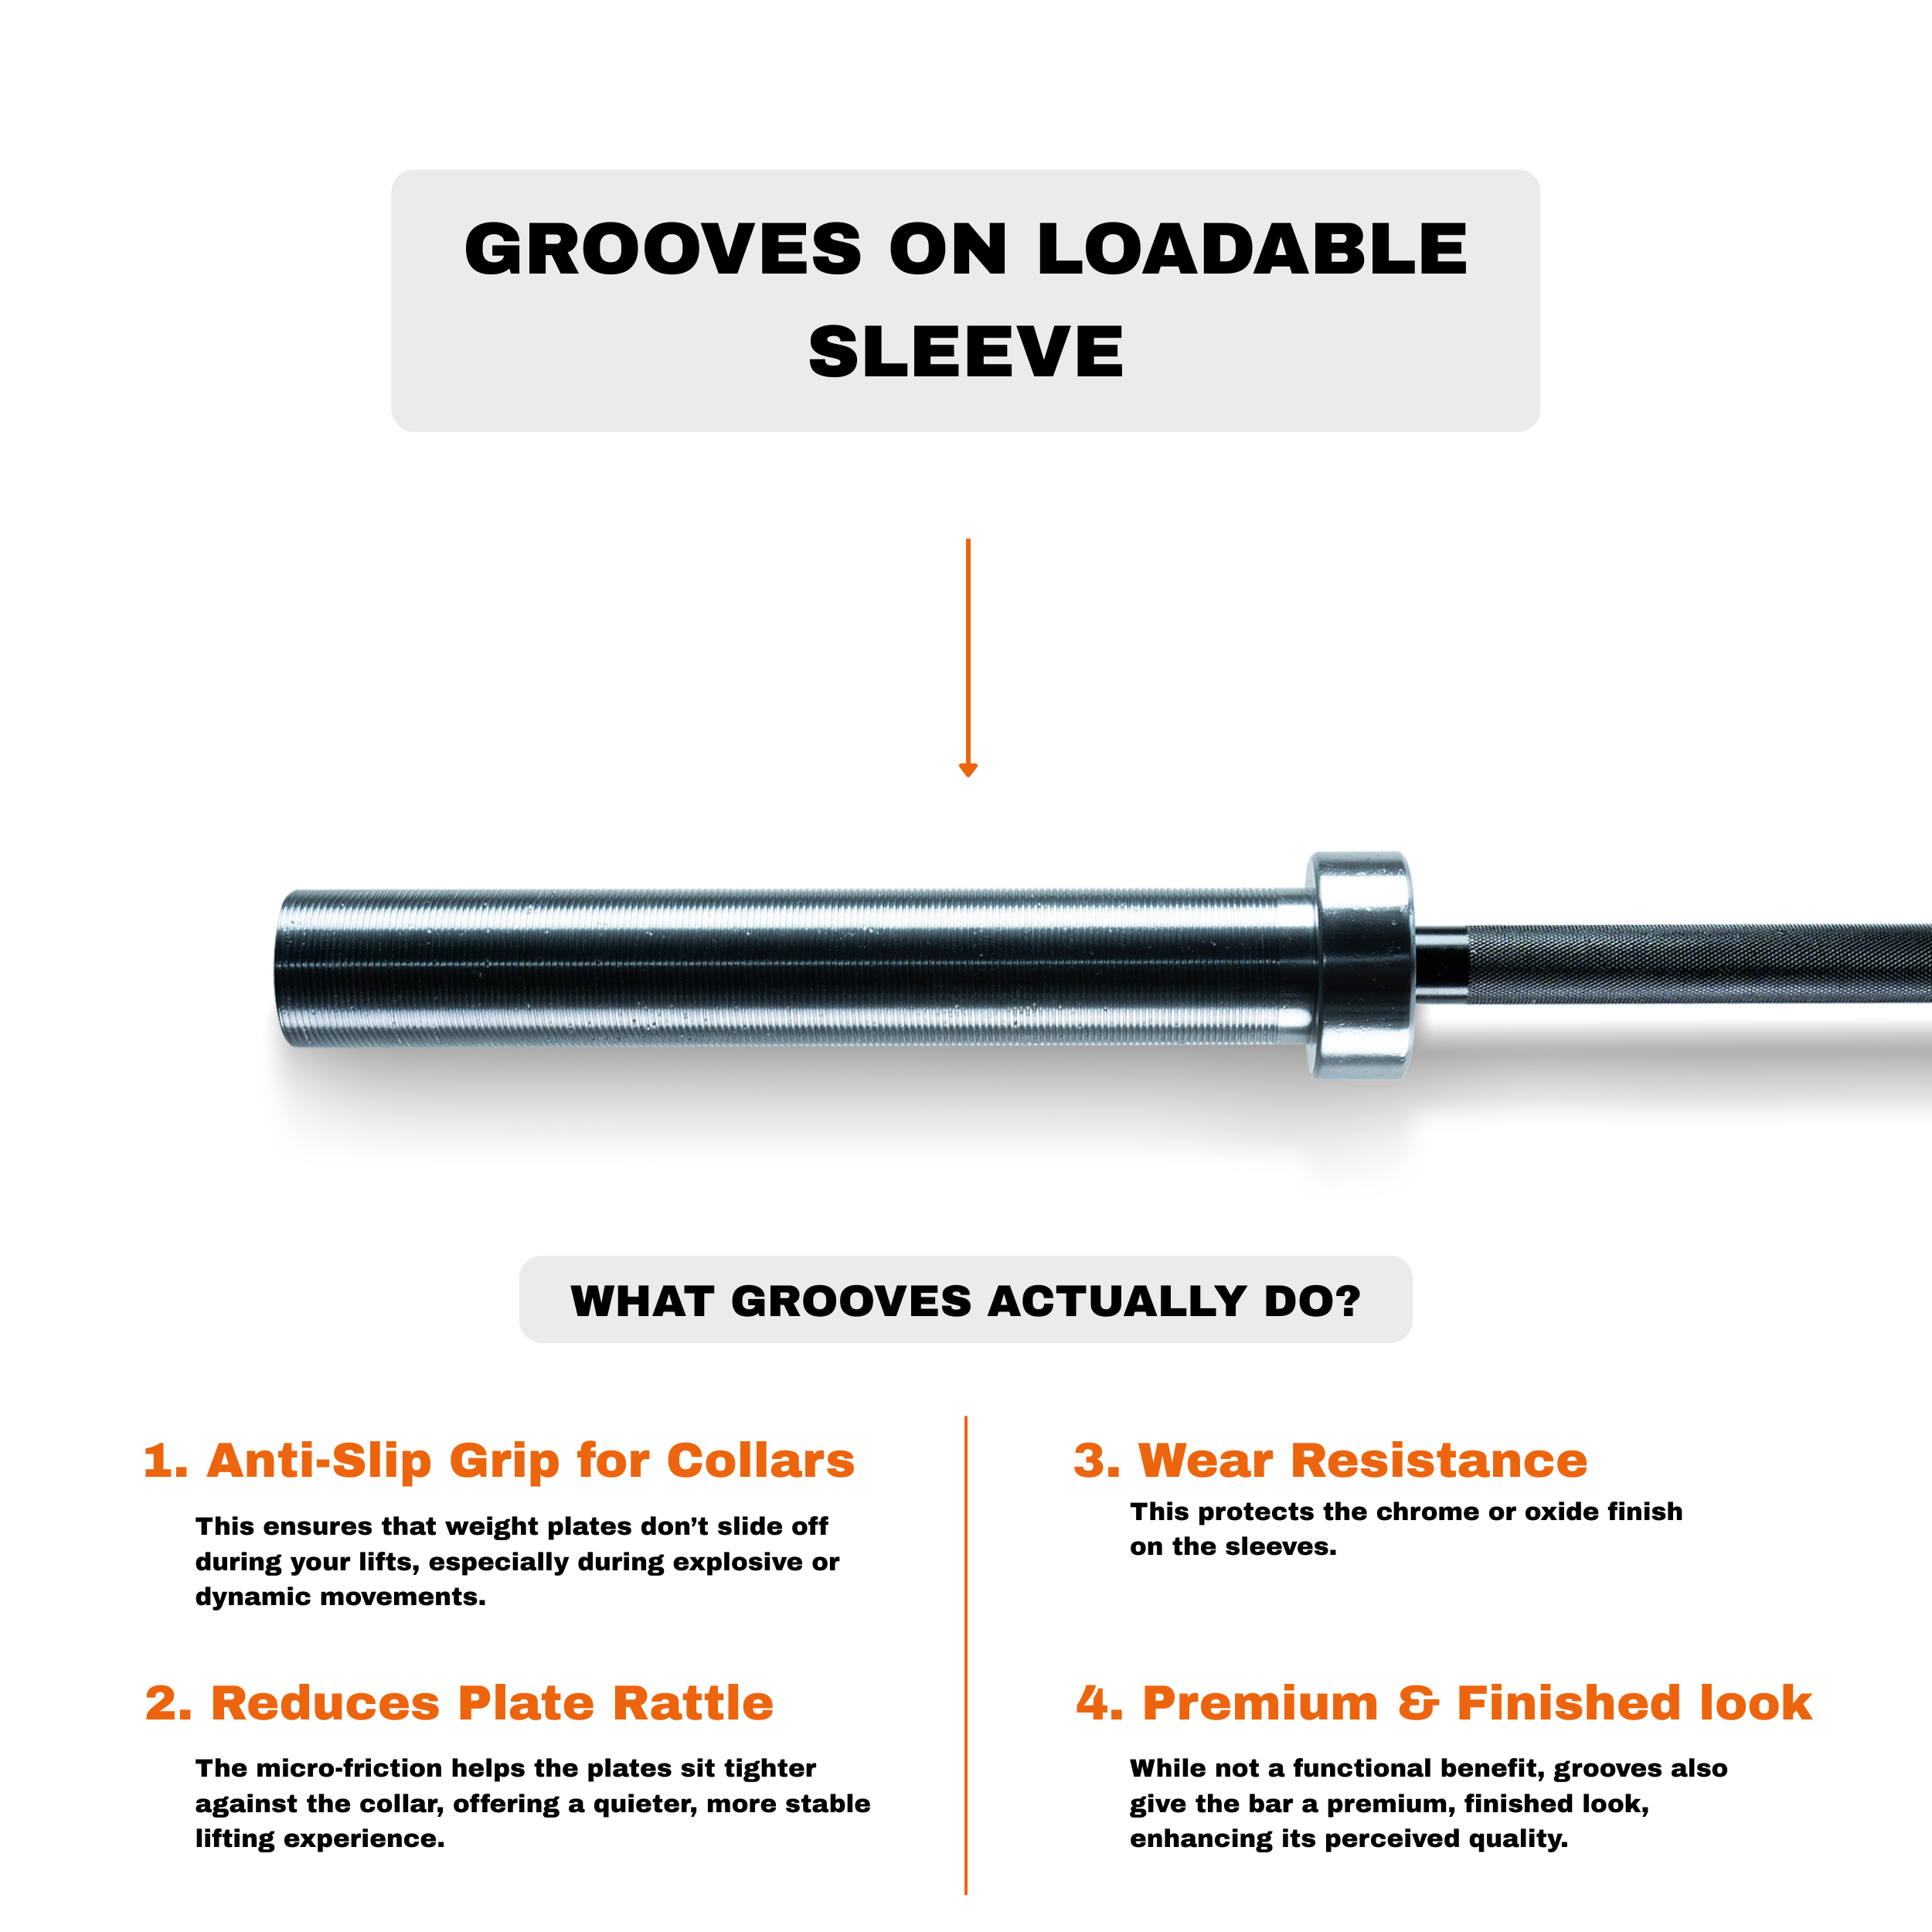 GROOVES ON LOADABLE
SLEEVE
WHAT GROOVES ACTUALLY DO?
1. Anti-Slip Grip for Collars
This ensures that weight plates don’t slide off
during your lifts, especially during explosive or
dynamic movements.
2. Reduces Plate Rattle
The micro-friction helps the plates sit tighter
against the collar, offering a quieter, more stable
lifting experience.
3. Wear Resistance
This protects the chrome or oxide finish
on the sleeves.
4. Premium & Finished look
While not a functional benefit, grooves also
give the bar a premium, finished look,
enhancing its perceived quality.